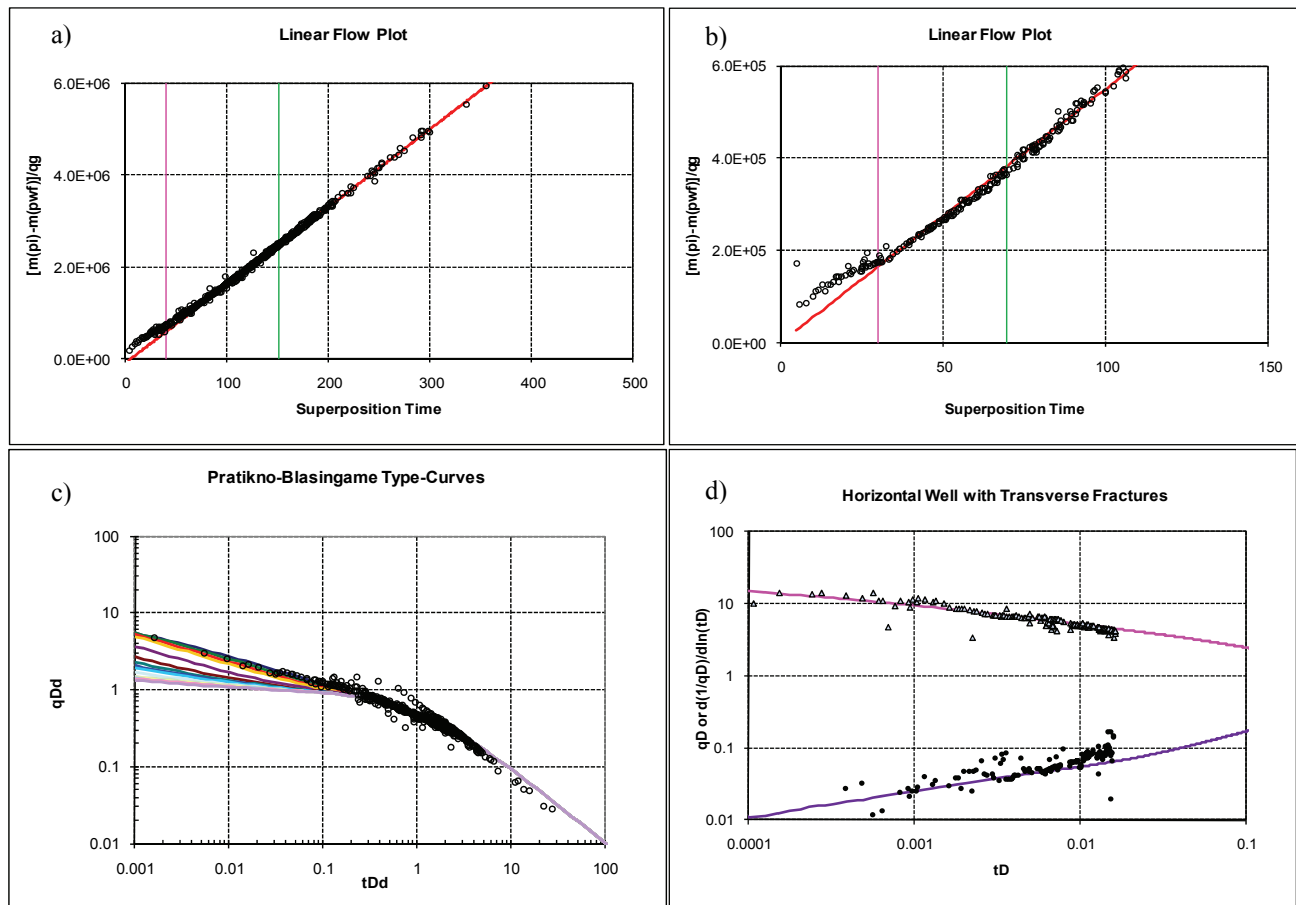 a)
Linear Flow Plot
[m(pi)-m(pwf)]/qg
6.0E+06
4.0E+06
2.0E+06
0.0E+00
0 100 200 300 400 500
Superposition Time
b)
Linear Flow Plot
[m(pi)-m(pwf)]/qg
6.0E+05
4.0E+05
2.0E+05
0.0E+00
0 50 100 150
Superposition Time
c)
Pratikno-Blasingame Type-Curves
qDd
100
10
1
0.1
0.01
0.001 0.01 0.1 1 10 100
tDd
d)
Horizontal Well with Transverse Fractures
qD or d(1/qD)/dln(tD)
100
10
1
0.1
0.01
0.0001 0.001 0.01 0.1
tD